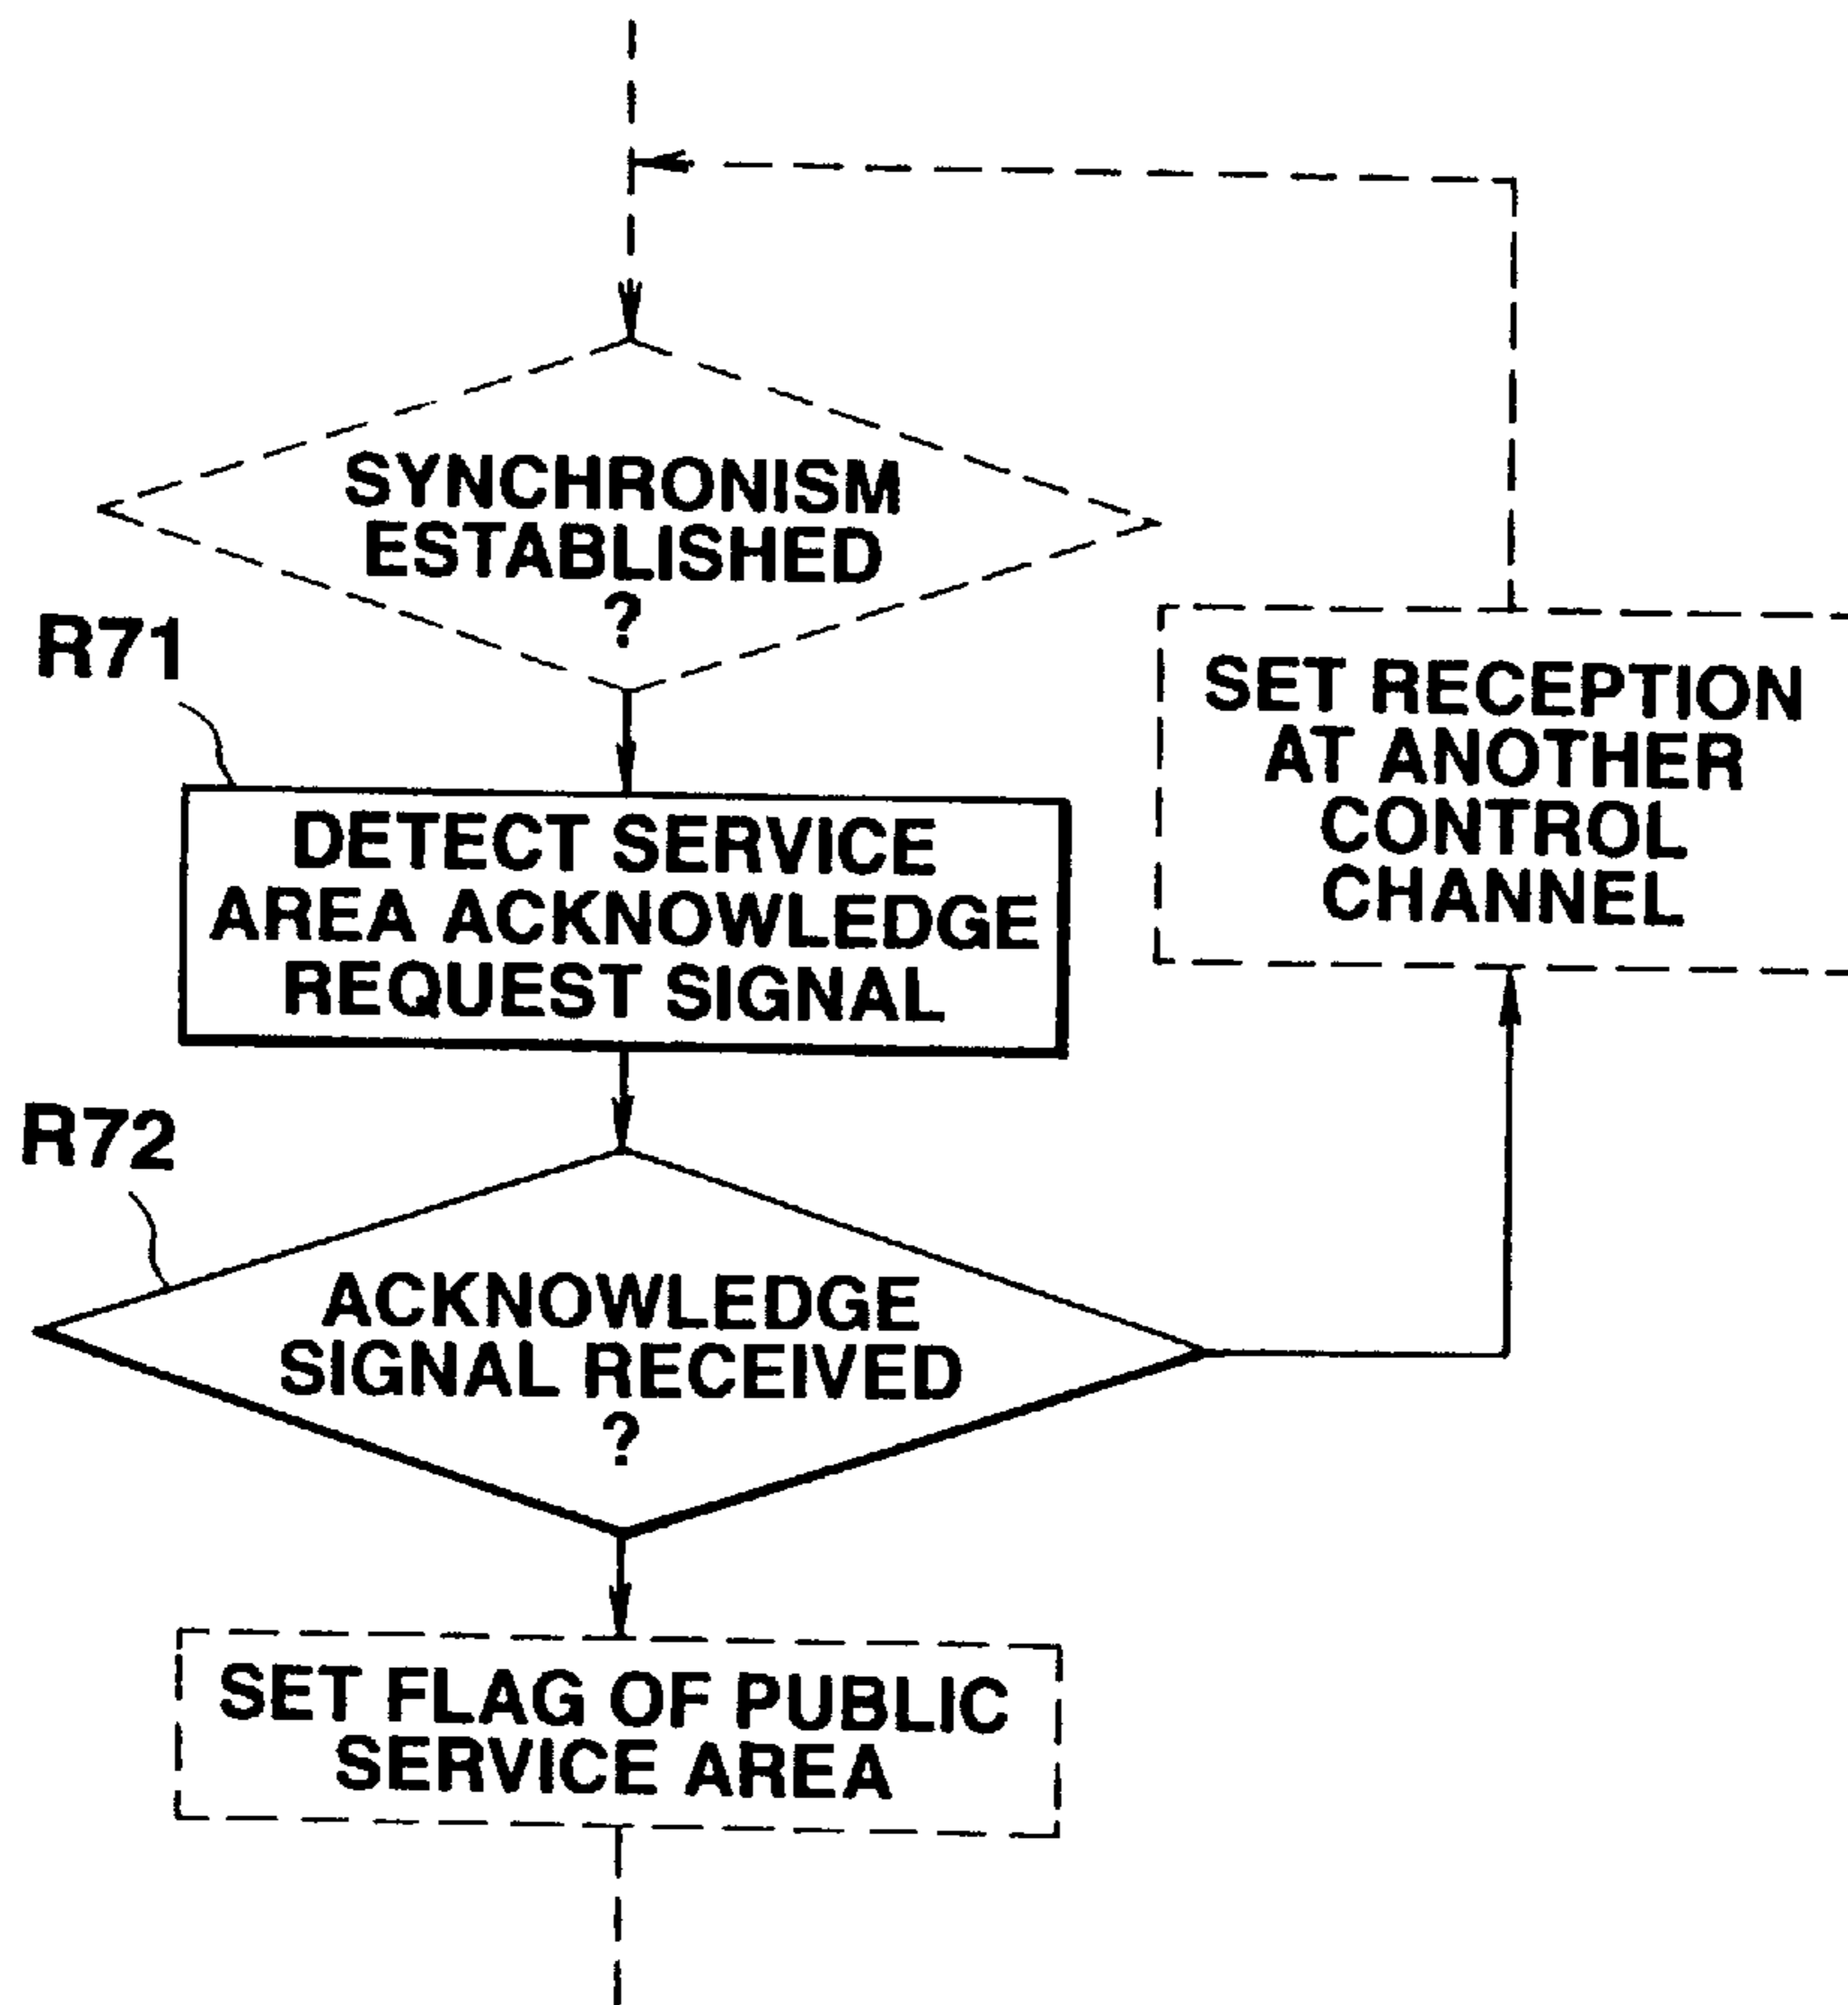 SYNCHRONISM
ESTABLISHED
?
R71
SET RECEPTION
AT ANOTHER
CONTROL
CHANNEL
DETECT SERVICE
AREA ACKNOWLEDGE
REQUEST SIGNAL
R72
ACKNOWLEDGE
SIGNAL RECEIVED
?
SET FLAG OF PUBLIC
SERVICE AREA